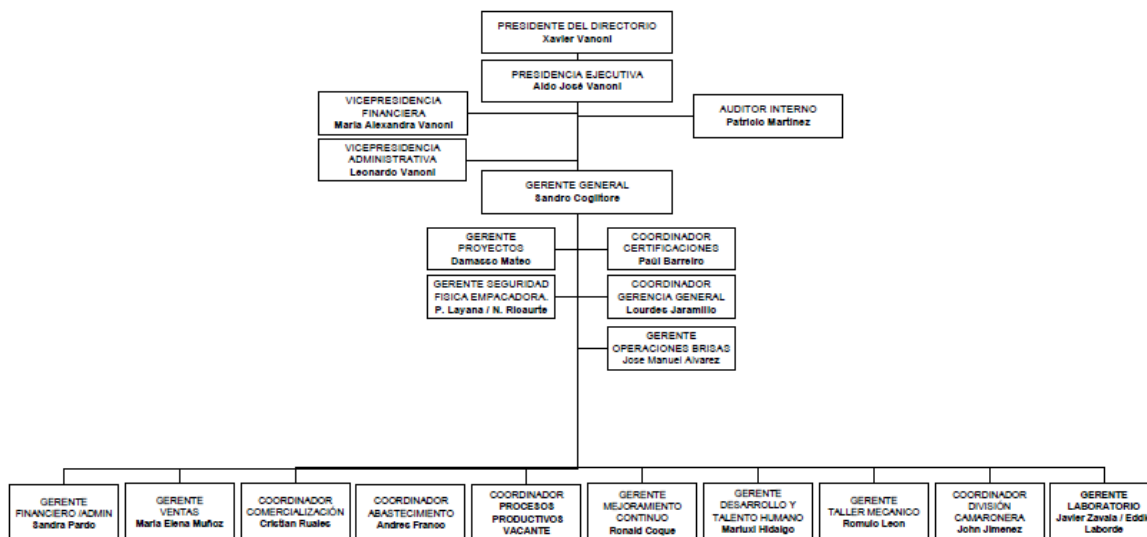 PRESIDENTE DEL DIRECTORIO
Xavier Vanoni
PRESIDENCIA EJECUTIVA
Aldo José Vanoni
VICEPRESIDENCIA
FINANCIERA
Maria Alexandra Vanoni
AUDITOR INTERNO
Patricio Martinez
VICEPRESIDENCIA
ADMINISTRATIVA
Leonardo Vanoni
GERENTE GENERAL
Sandro Coglitore
GERENTE
PROYECTOS
Damasso Mateo
COORDINADOR
CERTIFICACIONES
Paúl Barreiro
GERENTE SEGURIDAD
FISICA EMPACADORA.
P. Layana / N. Ricaurte
COORDINADOR
GERENCIA GENERAL
Lourdes Jaramillo
GERENTE
OPERACIONES BRISAS
Jose Manuel Alvarez
GERENTE
FINANCIERO /ADMIN
Sandra Pardo
GERENTE
VENTAS
Maria Elena Muñoz
COORDINADOR
COMERCIALIZACIÓN
Cristian Ruales
COORDINADOR
ABASTECIMIENTO
Andres Franco
COORDINADOR
PROCESOS
PRODUCTIVOS
VACANTE
GERENTE
MEJORAMIENTO
CONTINUO
Ronald Coque
GERENTE
DESARROLLO Y
TALENTO HUMANO
Mariuxi Hidalgo
GERENTE
TALLER MECANICO
Romulo Leon
COORDINADOR
DIVISIÓN
CAMARONERA
John Jimenez
GERENTE
LABORATORIO
Javier Zavala / Eddie
Laborde